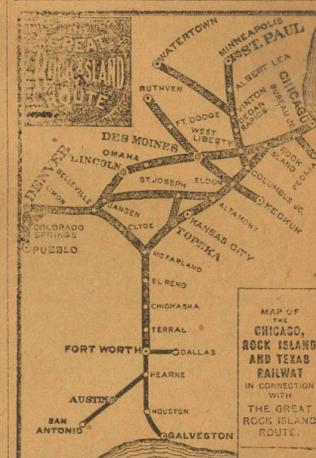 GREAT
ROCK ISLAND
ROUTE
WATERTOWN
MINNEAPOLIS
ST. PAUL
ALBERT LEA
CHICAGO
BUREAU JC.
RUTHVEN
VINTON
CEDAR
RAPIDS
FT. DODGE
WEST
LIBERTY
DES MOINES
ROCK
ISLAND
PEORIA
OMAHA
LINCOLN
ST. JOSEPH
ELDON
COLUMBUS JC.
KEOKUK
DENVER
LIMON
BELLEVILLE
JANSEN
CLYDE
ALTAMONT
KANSAS CITY
TOPEKA
COLORADO
SPRINGS
PUEBLO
McFARLAND
EL RENO
CHICKASHA
TERRAL
FORT WORTH
DALLAS
HEARNE
AUSTIN
HOUSTON
SAN
ANTONIO
GALVESTON
MAP OF
THE
CHICAGO,
ROCK ISLAND
AND TEXAS
RAILWAY
IN CONNECTION
WITH
THE GREAT
ROCK ISLAND
ROUTE.